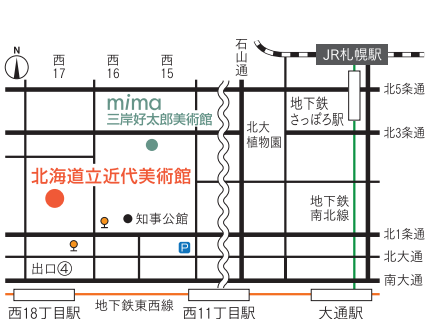 N
西
17
西
16
西
15
石山通
JR札幌駅
北5条通
mima
三岸好太郎美術館
地下鉄
さっぽろ駅
北大
植物園
北3条通
北海道立近代美術館
地下鉄
南北線
知事公館
北1条通
P
北大通
出口④
南大通
地下鉄東西線
西18丁目駅
西11丁目駅
大通駅